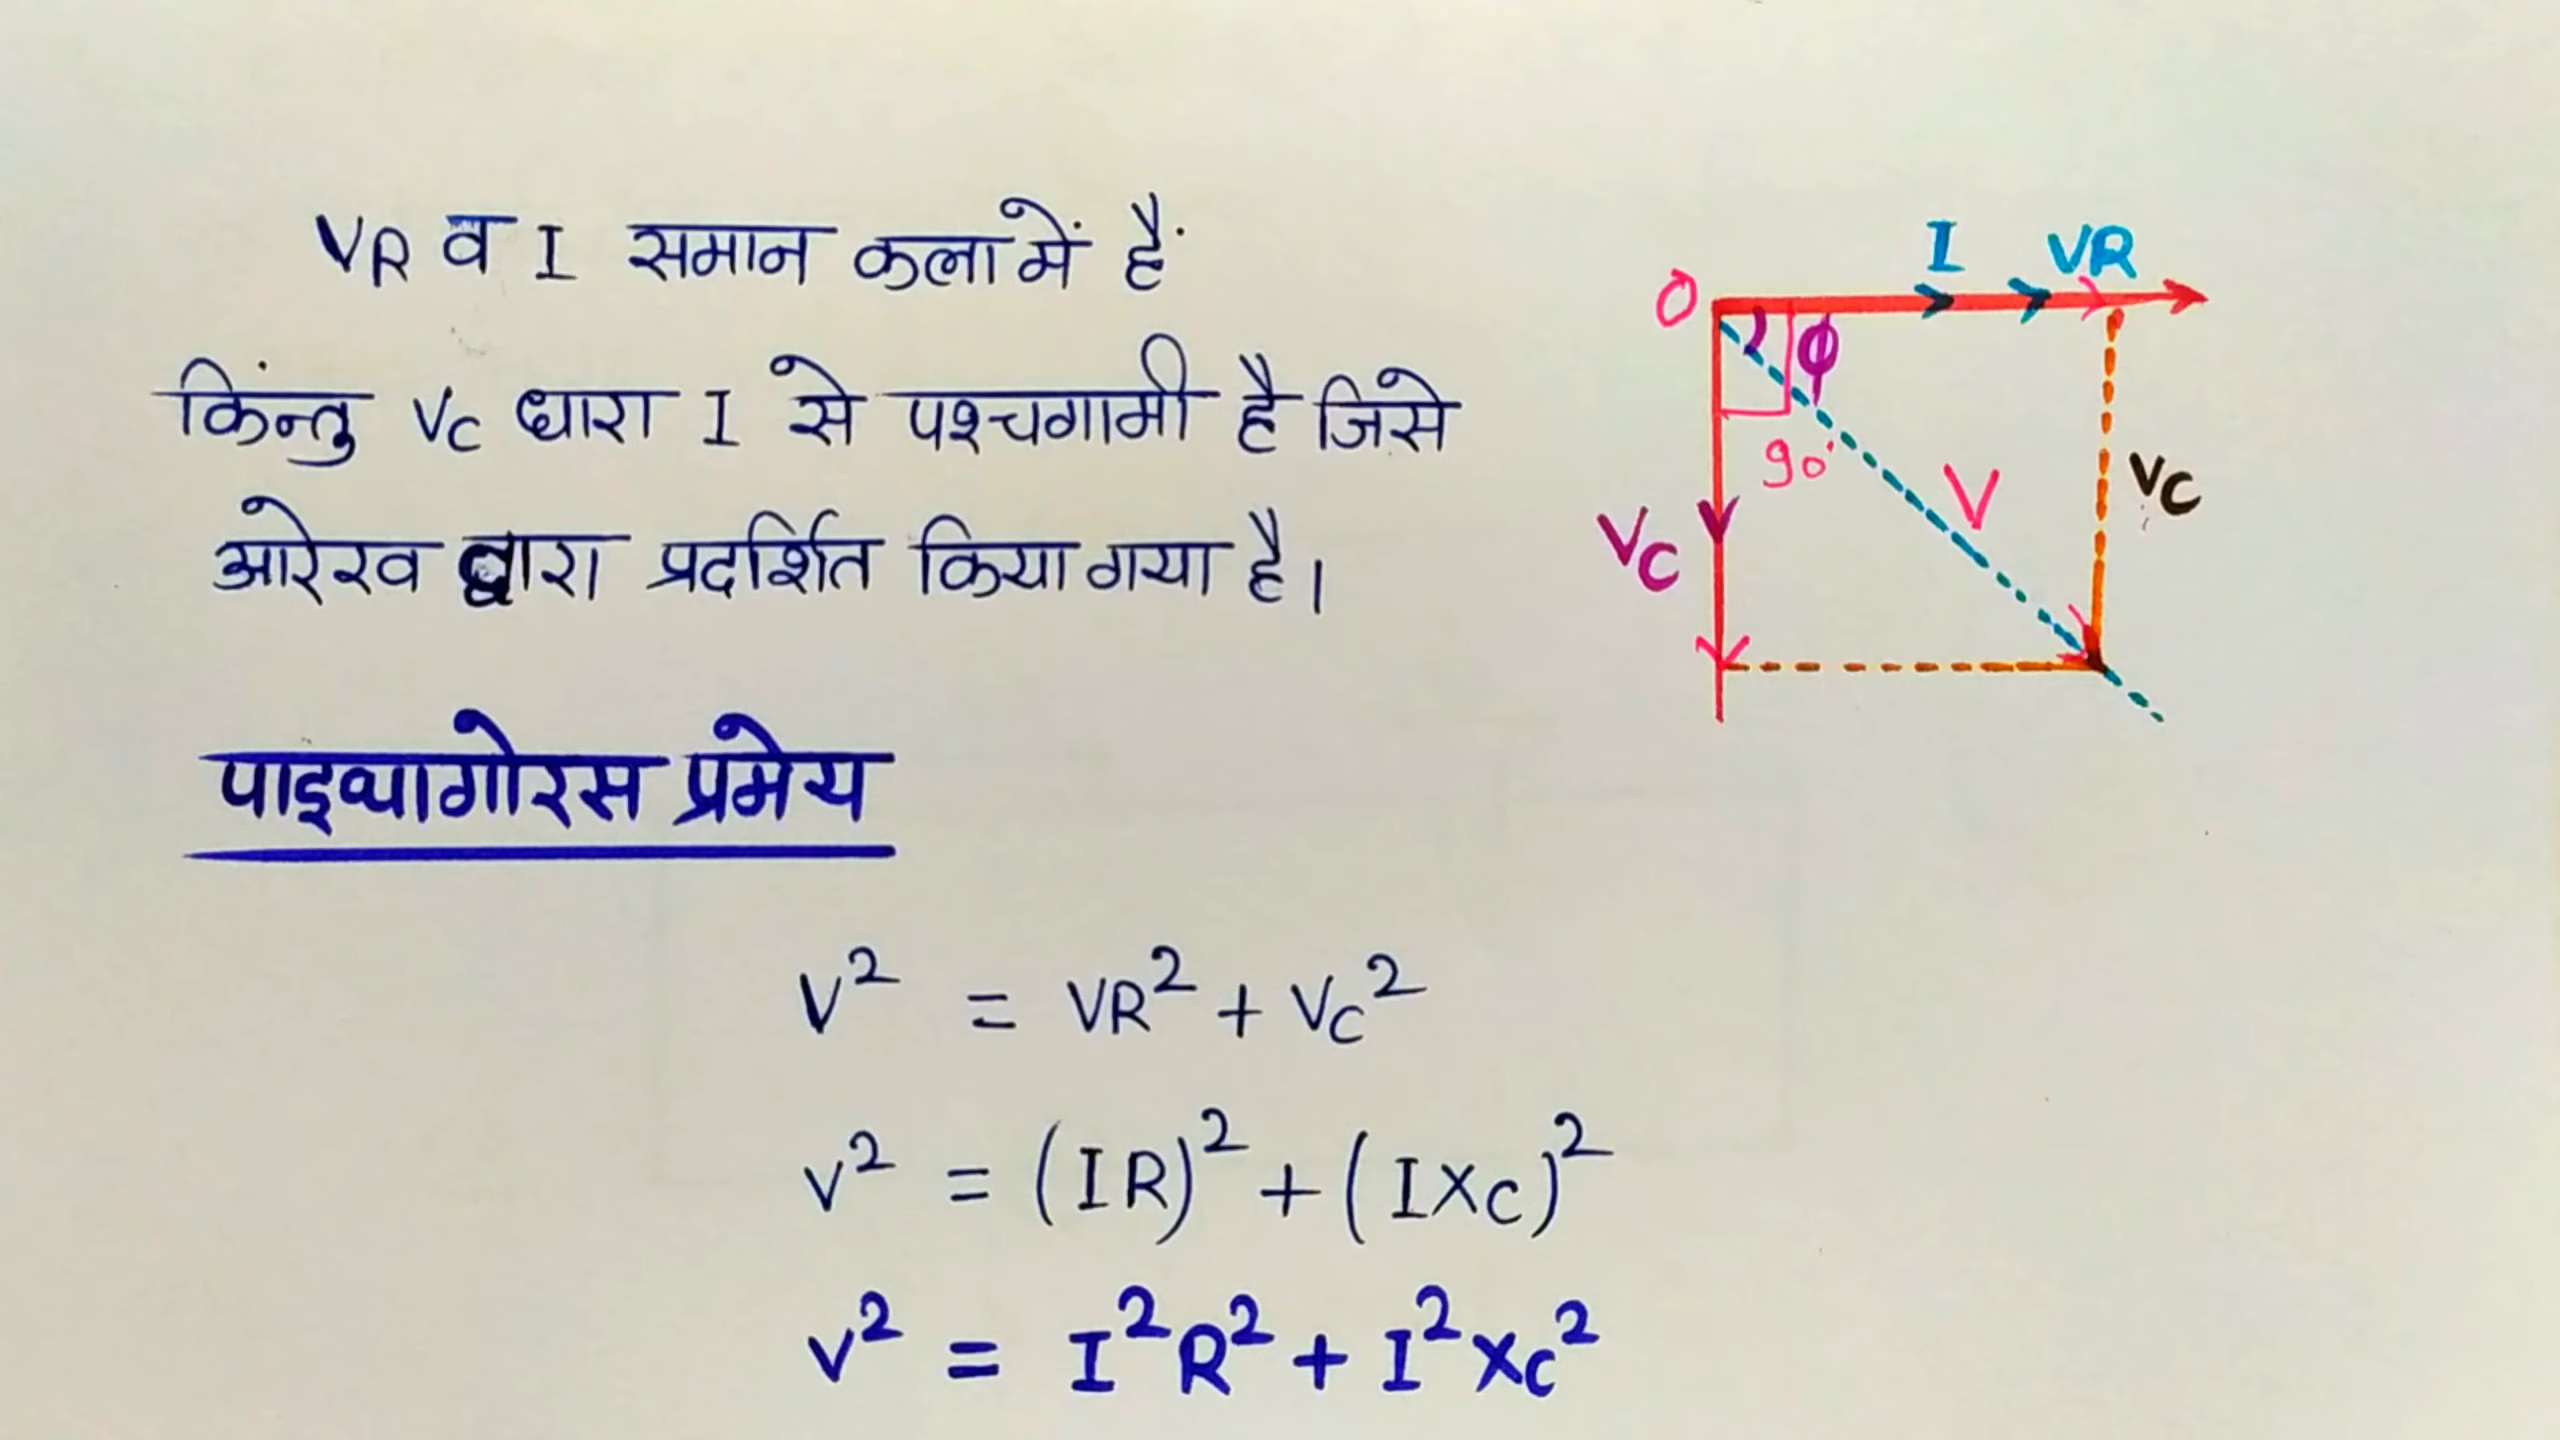 VR व I समान कला में हैं
किंन्तु Vc धारा I से पश्चगामी है जिसे
आरेख द्वारा प्रदर्शित किया गया है।
पाइथागोरस प्रमेय
V² = VR² + Vc²
V² = (IR)² + (IXc)²
V² = I²R² + I²Xc²
I VR
O
φ
90°
V
Vc
Vc